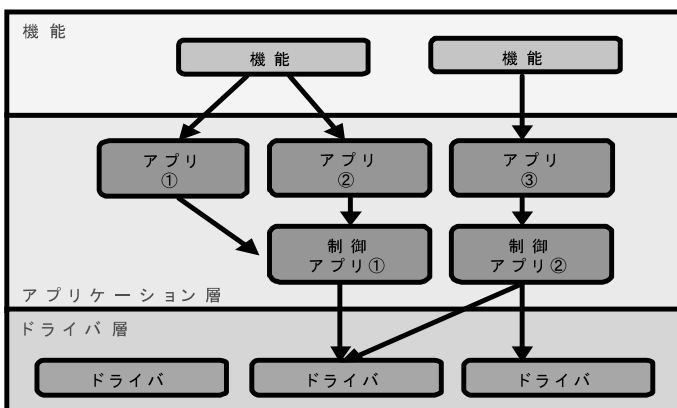 機能
機能
機能
アプリ
①
アプリ
②
アプリ
③
制御
アプリ①
制御
アプリ②
アプリケーション層
ドライバ層
ドライバ
ドライバ
ドライバ